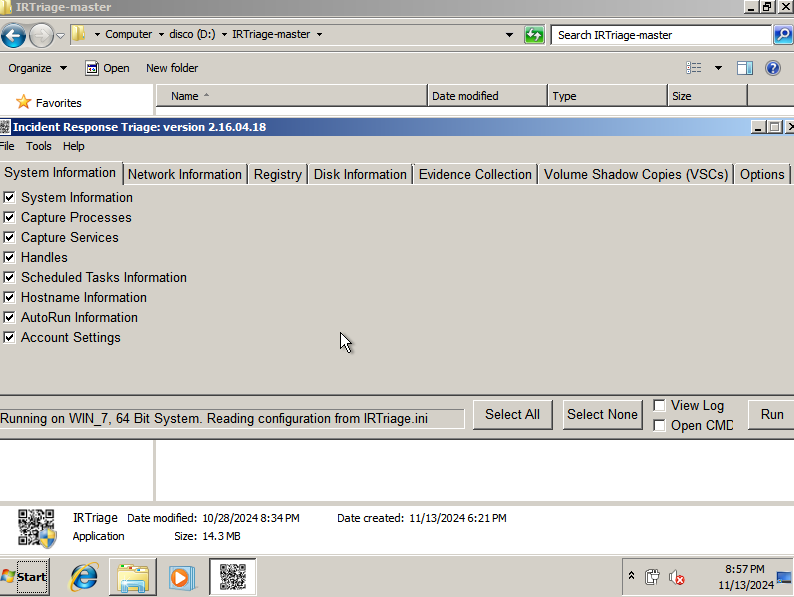 IRTriage-master
Computer disco (D:) IRTriage-master
Search IRTriage-master
Organize Open New folder
Favorites
Name Date modified Type Size
Incident Response Triage: version 2.16.04.18
File Tools Help
System Information Network Information Registry Disk Information Evidence Collection Volume Shadow Copies (VSCs) Options
System Information
Capture Processes
Capture Services
Handles
Scheduled Tasks Information
Hostname Information
AutoRun Information
Account Settings
Running on WIN_7, 64 Bit System. Reading configuration from IRTriage.ini
Select All Select None
View Log
Open CMD
Run
IRTriage Date modified: 10/28/2024 8:34 PM Date created: 11/13/2024 6:21 PM
Application Size: 14.3 MB
Start
8:57 PM
11/13/2024